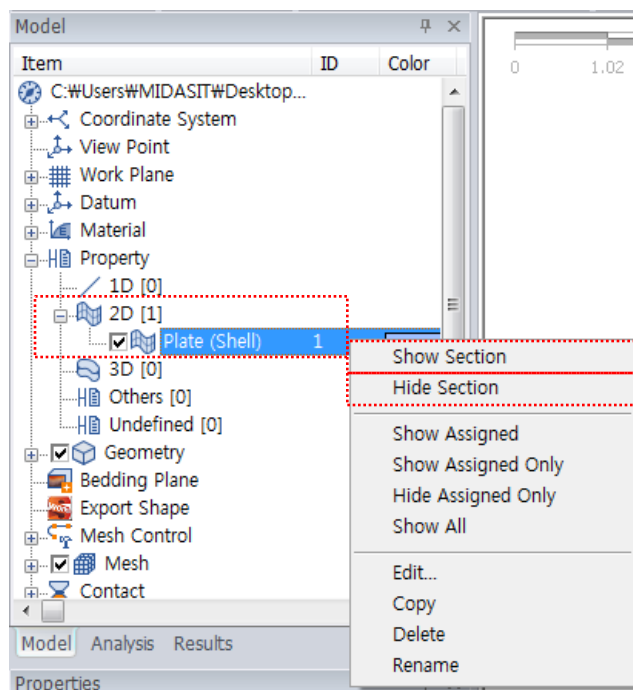 Model
Item ID Color
C:₩Users₩MIDASIT₩Desktop...
Coordinate System
View Point
Work Plane
Datum
Material
Property
1D [0]
2D [1]
Plate (Shell) 1
3D [0]
Others [0]
Undefined [0]
Geometry
Bedding Plane
Export Shape
Mesh Control
Mesh
Contact
Model Analysis Results
Properties
0 1.02
Show Section
Hide Section
Show Assigned
Show Assigned Only
Hide Assigned Only
Show All
Edit...
Copy
Delete
Rename